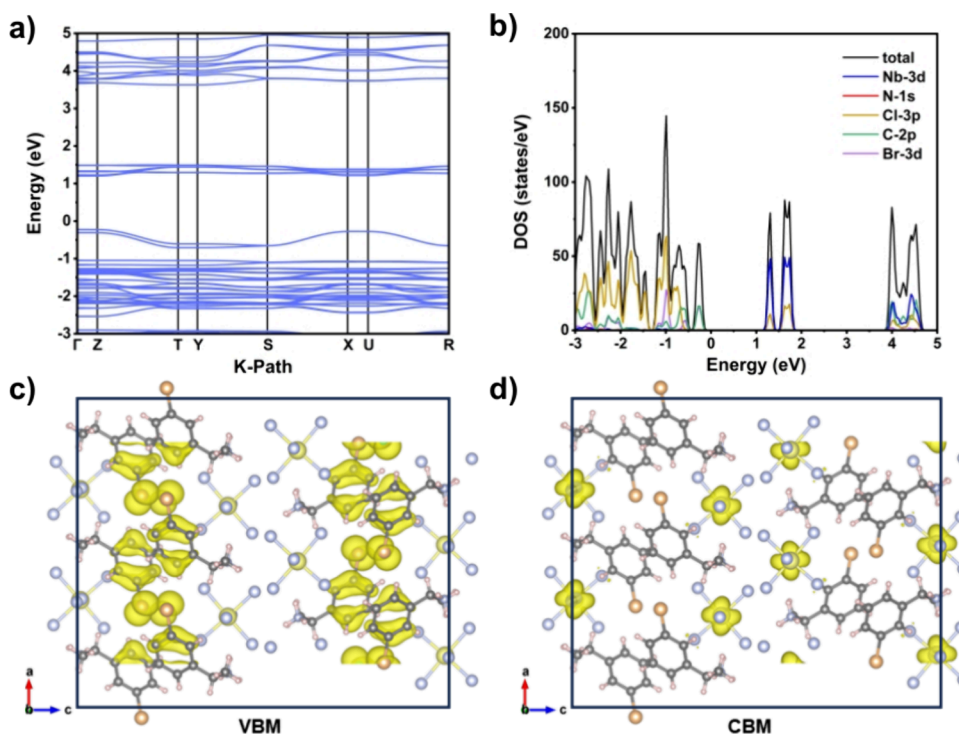 a)
Energy (eV)
5
4
3
2
1
0
-1
-2
-3
Γ Z T Y S X U R
K-Path
b)
DOS (states/eV)
200
150
100
50
0
total
Nb-3d
N-1s
Cl-3p
C-2p
Br-3d
-3 -2 -1 0 1 2 3 4 5
Energy (eV)
c)
a
c
VBM
d)
a
c
CBM